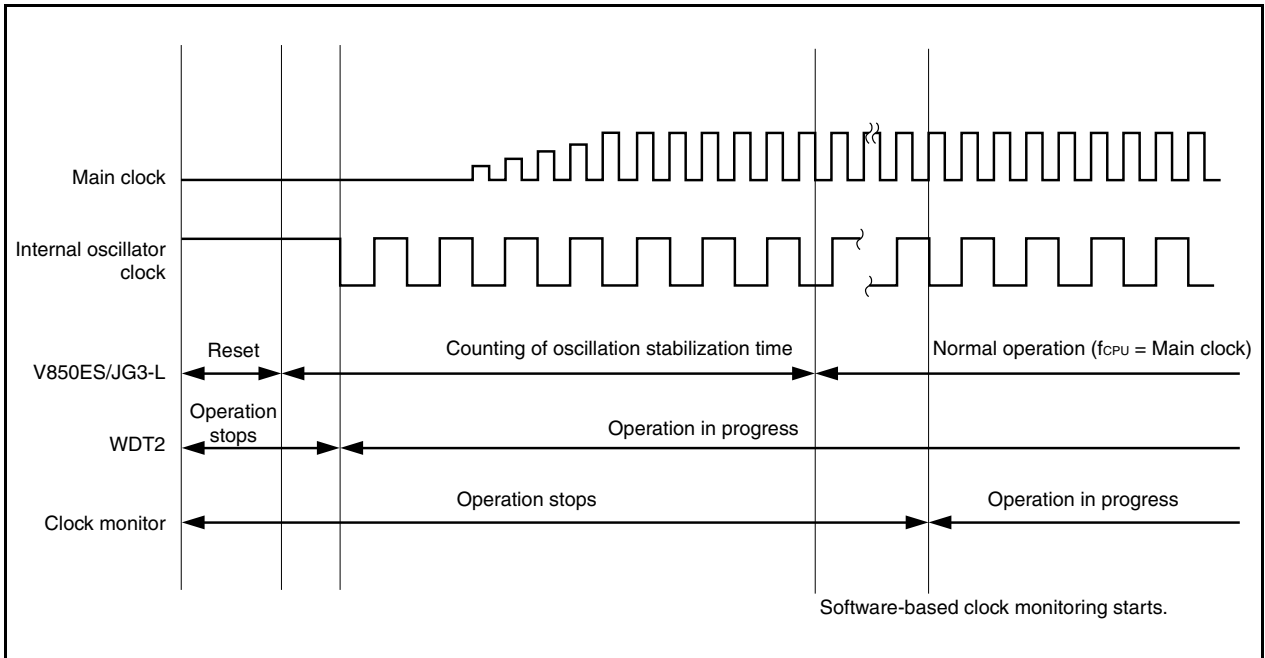 Main clock
Internal oscillator
clock
Reset
Counting of oscillation stabilization time
Normal operation (fCPU = Main clock)
V850ES/JG3-L
Operation
stops
Operation in progress
WDT2
Operation stops
Operation in progress
Clock monitor
Software-based clock monitoring starts.